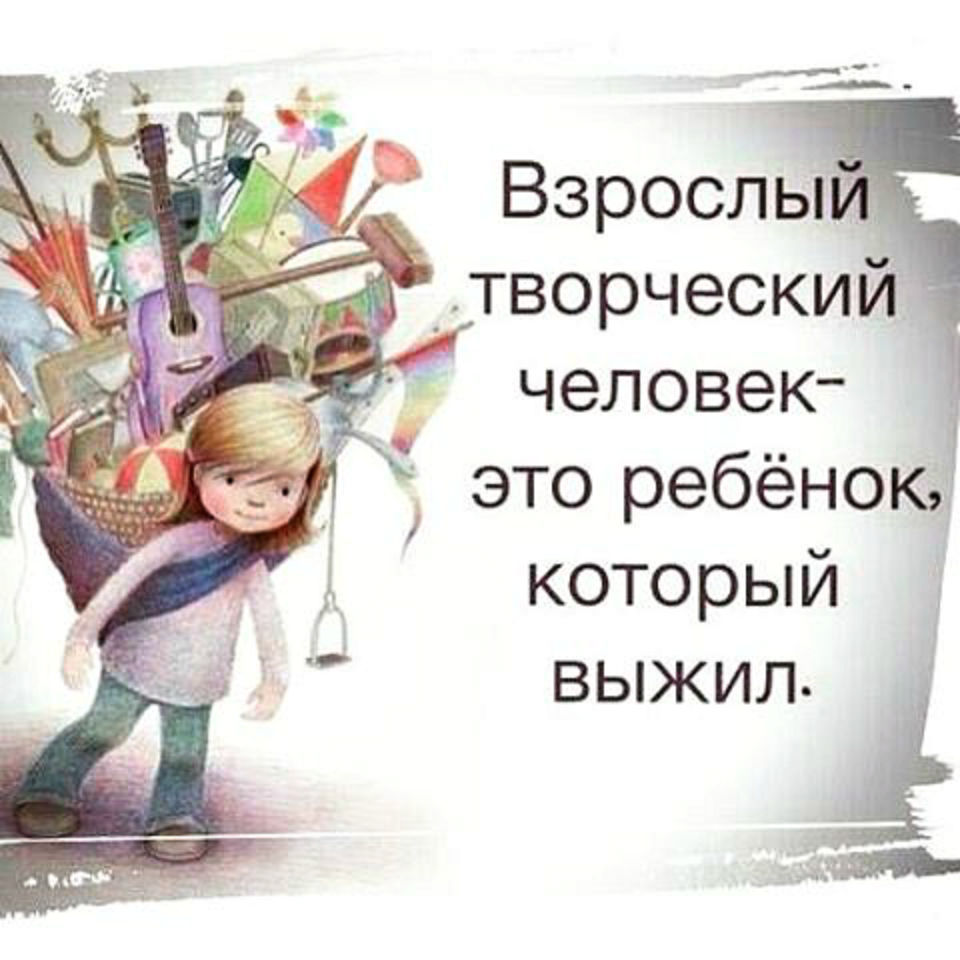 Взрослый
творческий
человек-
это ребёнок,
который
выжил.